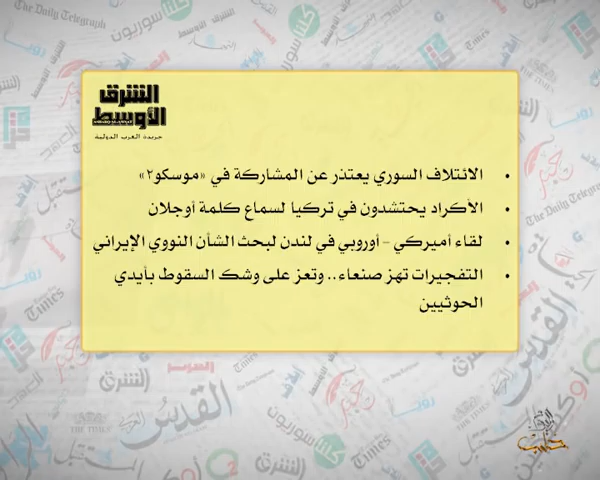 الشرق
الأوسط
جريدة العرب الدولية
• الائتلاف السوري يعتذر عن المشاركة في «موسكو٢»
• الأكراد يحتشدون في تركيا لسماع كلمة أوجلان
• لقاء أميركي - أوروبي في لندن لبحث الشأن النووي الإيراني
• التفجيرات تهز صنعاء.. وتعز على وشك السقوط بأيدي
الحوثيين